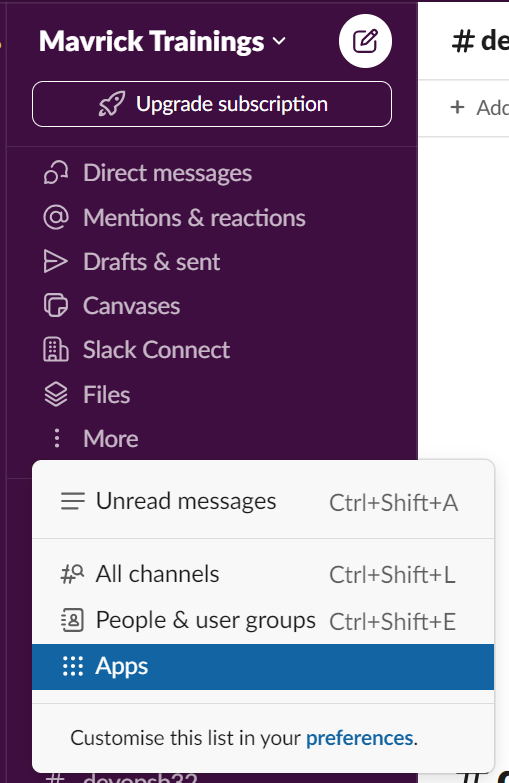 Mavrick Trainings
# de
Upgrade subscription
+ Add
Direct messages
Mentions & reactions
Drafts & sent
Canvases
Slack Connect
Files
More
Unread messages Ctrl+Shift+A
All channels Ctrl+Shift+L
People & user groups Ctrl+Shift+E
Apps
Customise this list in your preferences.
# devopsh32